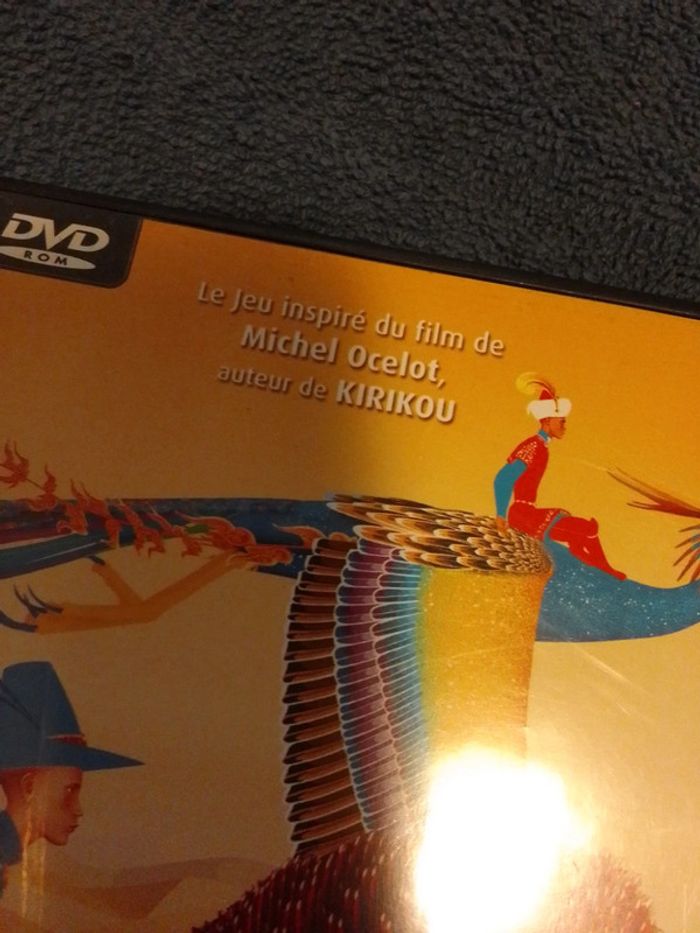 DVD
ROM
Le Jeu inspiré du film de
Michel Ocelot,
auteur de KIRIKOU